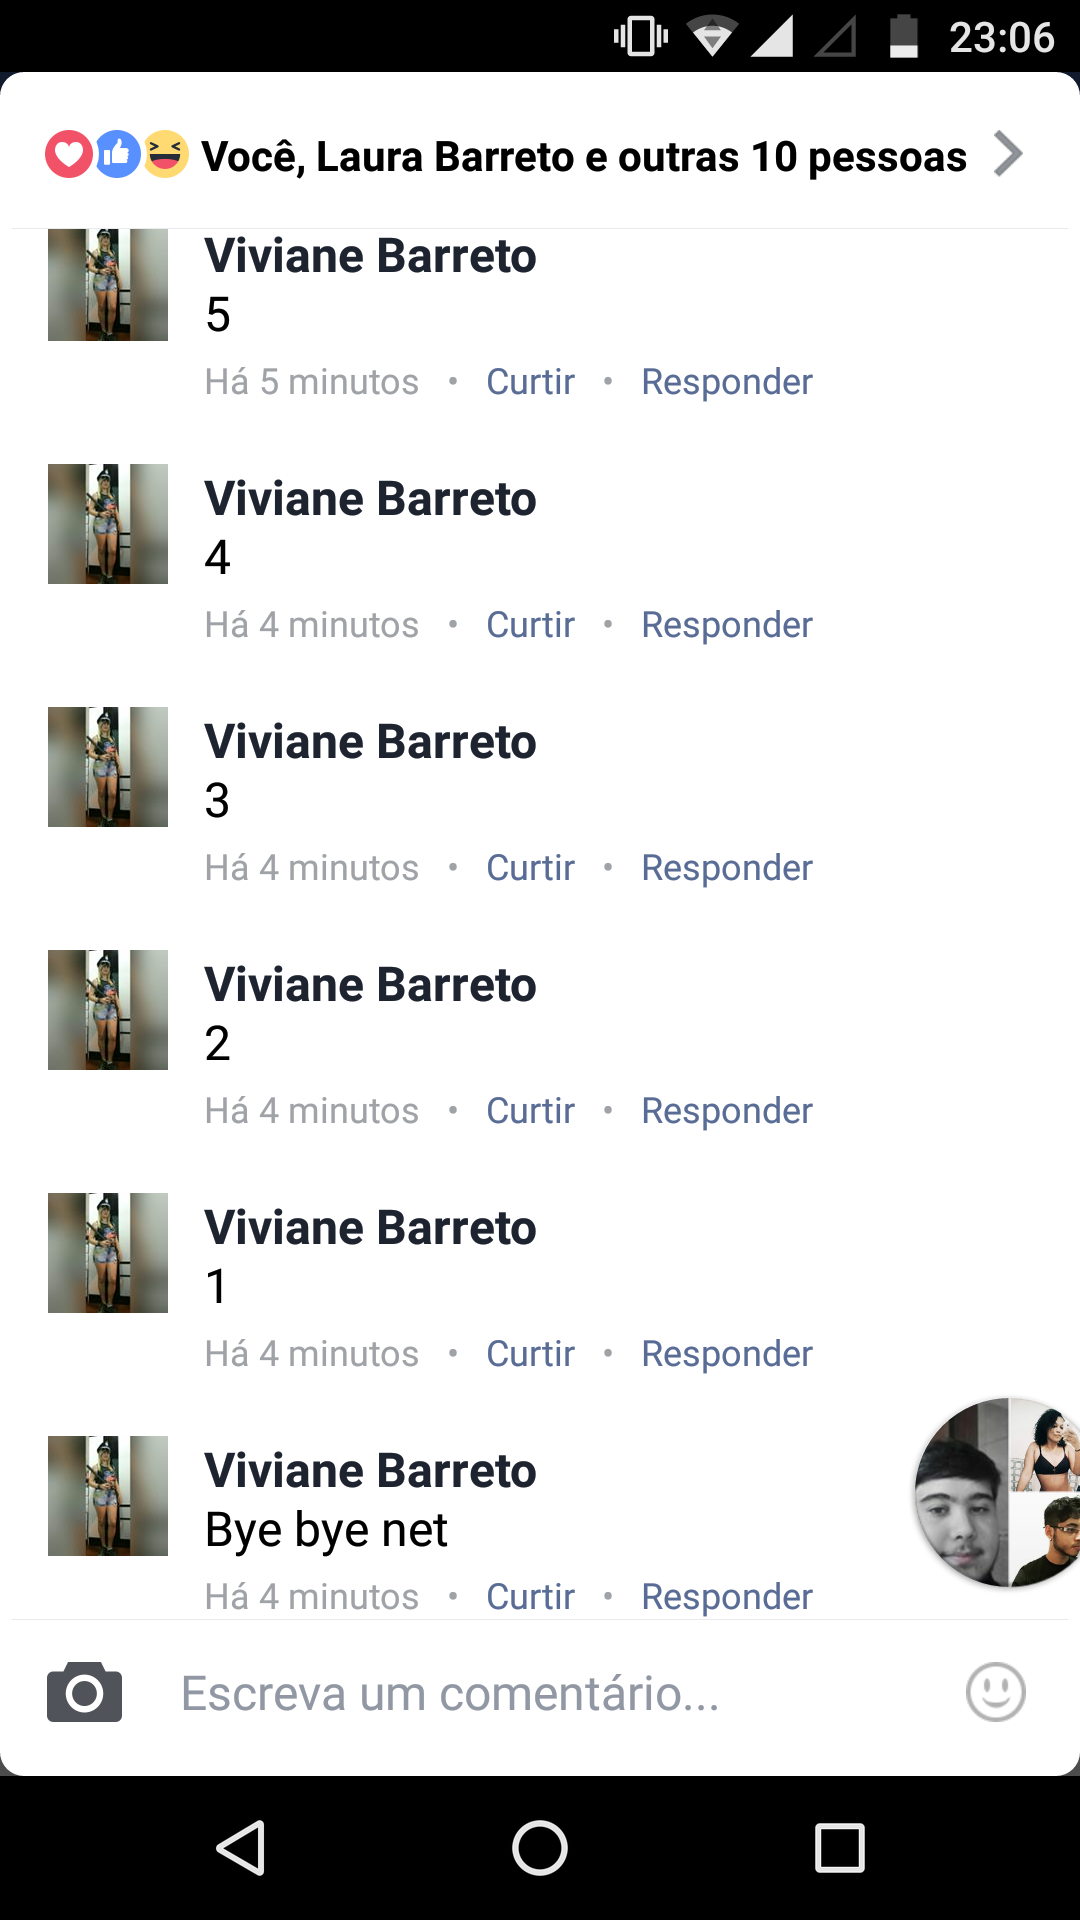 23:06
Você, Laura Barreto e outras 10 pessoas
Viviane Barreto
5
Há 5 minutos • Curtir • Responder
Viviane Barreto
4
Há 4 minutos • Curtir • Responder
Viviane Barreto
3
Há 4 minutos • Curtir • Responder
Viviane Barreto
2
Há 4 minutos • Curtir • Responder
Viviane Barreto
1
Há 4 minutos • Curtir • Responder
Viviane Barreto
Bye bye net
Há 4 minutos • Curtir • Responder
Escreva um comentário...